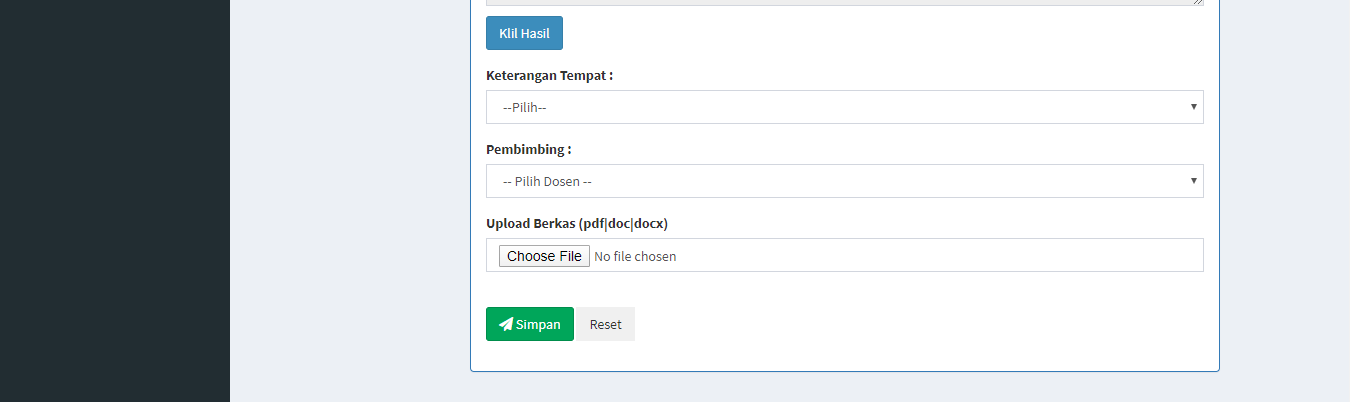 Klil Hasil
Keterangan Tempat :
--Pilih--
Pembimbing :
-- Pilih Dosen --
Upload Berkas (pdf|doc|docx)
Choose File No file chosen
Simpan Reset